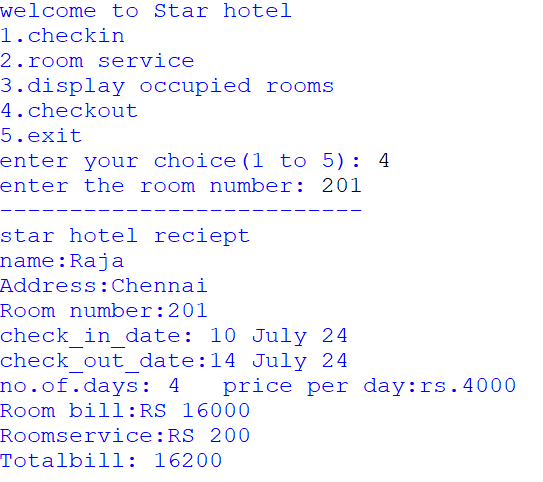 welcome to Star hotel
1.checkin
2.room service
3.display occupied rooms
4.checkout
5.exit
enter your choice(1 to 5): 4
enter the room number: 201
--------------------------
star hotel reciept
name:Raja
Address:Chennai
Room number:201
check_in_date: 10 July 24
check_out_date:14 July 24
no.of.days: 4   price per day:rs.4000
Room bill:RS 16000
Roomservice:RS 200
Totalbill: 16200